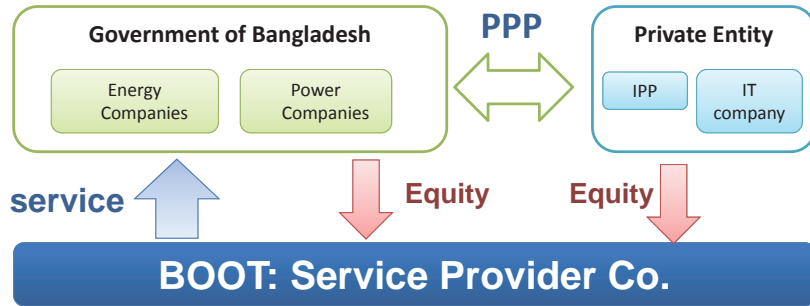 Government of Bangladesh
PPP
Private Entity
Energy
Companies
Power
Companies
IPP
IT
company
service
Equity
Equity
BOOT: Service Provider Co.